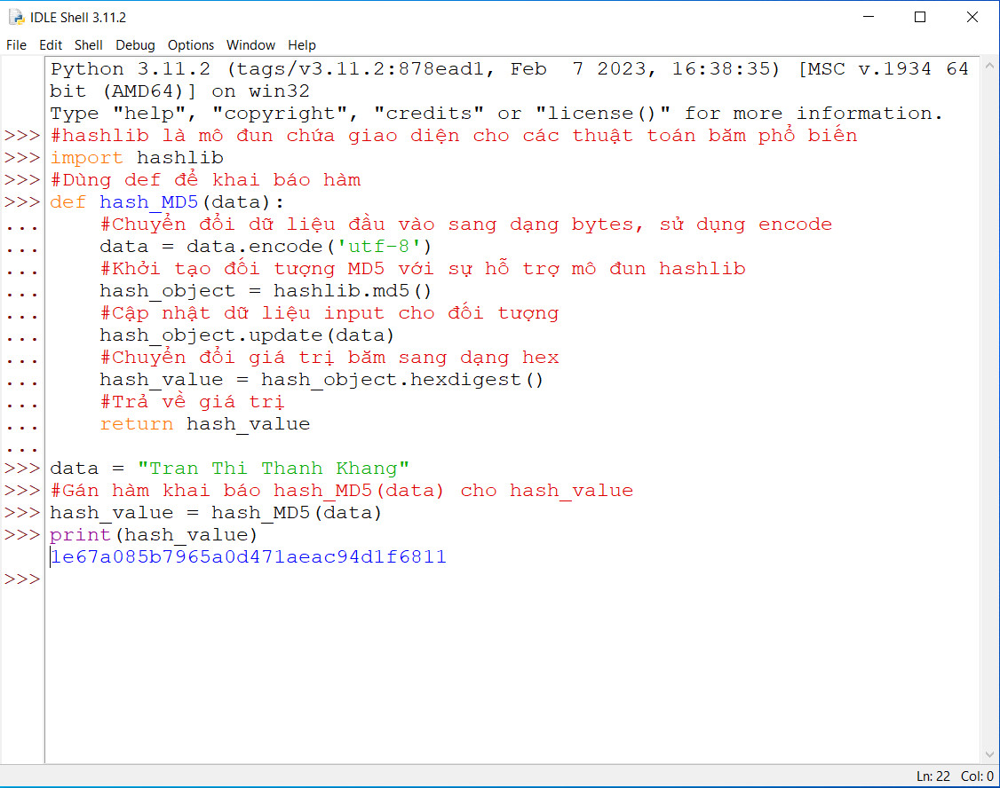 IDLE Shell 3.11.2
File Edit Shell Debug Options Window Help
Python 3.11.2 (tags/v3.11.2:878ead1, Feb  7 2023, 16:38:35) [MSC v.1934 64
bit (AMD64)] on win32
Type "help", "copyright", "credits" or "license()" for more information.
>>> #hashlib là mô đun chứa giao diện cho các thuật toán băm phổ biến
>>> import hashlib
>>> #Dùng def để khai báo hàm
>>> def hash_MD5(data):
...     #Chuyển đổi dữ liệu đầu vào sang dạng bytes, sử dụng encode
...     data = data.encode('utf-8')
...     #Khởi tạo đối tượng MD5 với sự hỗ trợ mô đun hashlib
...     hash_object = hashlib.md5()
...     #Cập nhật dữ liệu input cho đối tượng
...     hash_object.update(data)
...     #Chuyển đổi giá trị băm sang dạng hex
...     hash_value = hash_object.hexdigest()
...     #Trả về giá trị
...     return hash_value
...
>>> data = "Tran Thi Thanh Khang"
>>> #Gán hàm khai báo hash_MD5(data) cho hash_value
>>> hash_value = hash_MD5(data)
>>> print(hash_value)
1e67a085b7965a0d471aeac94d1f6811
>>>
Ln: 22 Col: 0